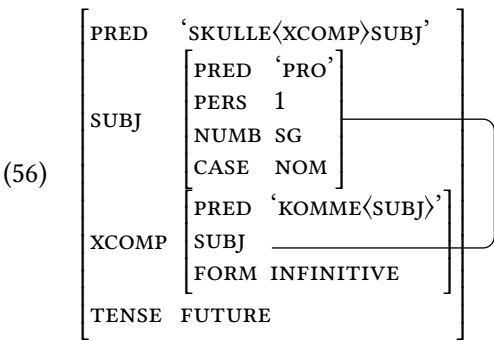 PRED ‘SKULLE⟨XCOMP⟩SUBJ’
PRED ‘PRO’
PERS 1
SUBJ
NUMB SG
CASE NOM
(56)
PRED ‘KOMME⟨SUBJ⟩’
XCOMP SUBJ
FORM INFINITIVE
TENSE FUTURE